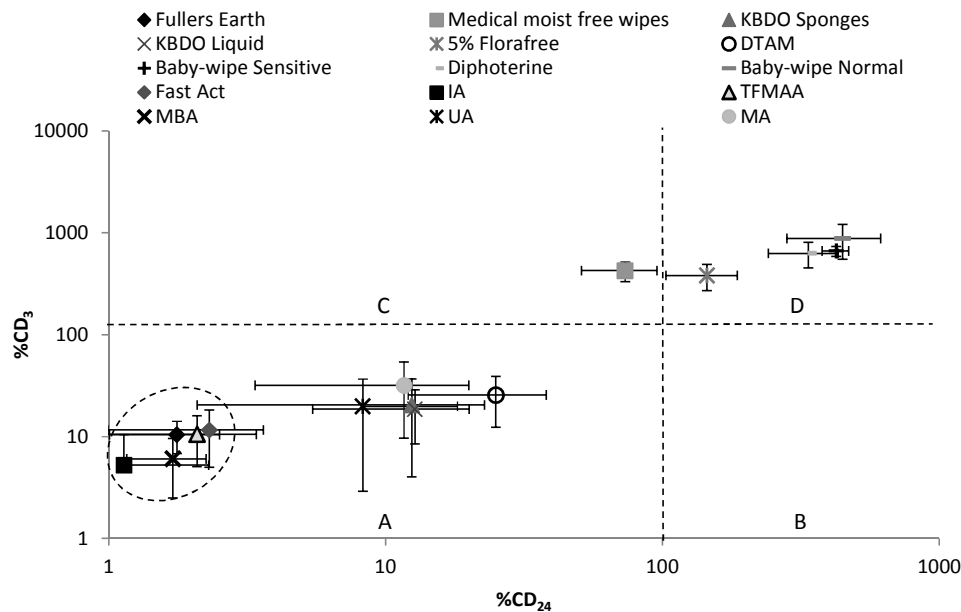 Fullers Earth Medical moist free wipes KBDO Sponges
KBDO Liquid 5% Florafree DTAM
Baby-wipe Sensitive Diphoterine Baby-wipe Normal
Fast Act IA TFMAA
MBA UA MA
10000
1000
C D
100
10
A B
1
1 10 100 1000
%CD3
%CD24